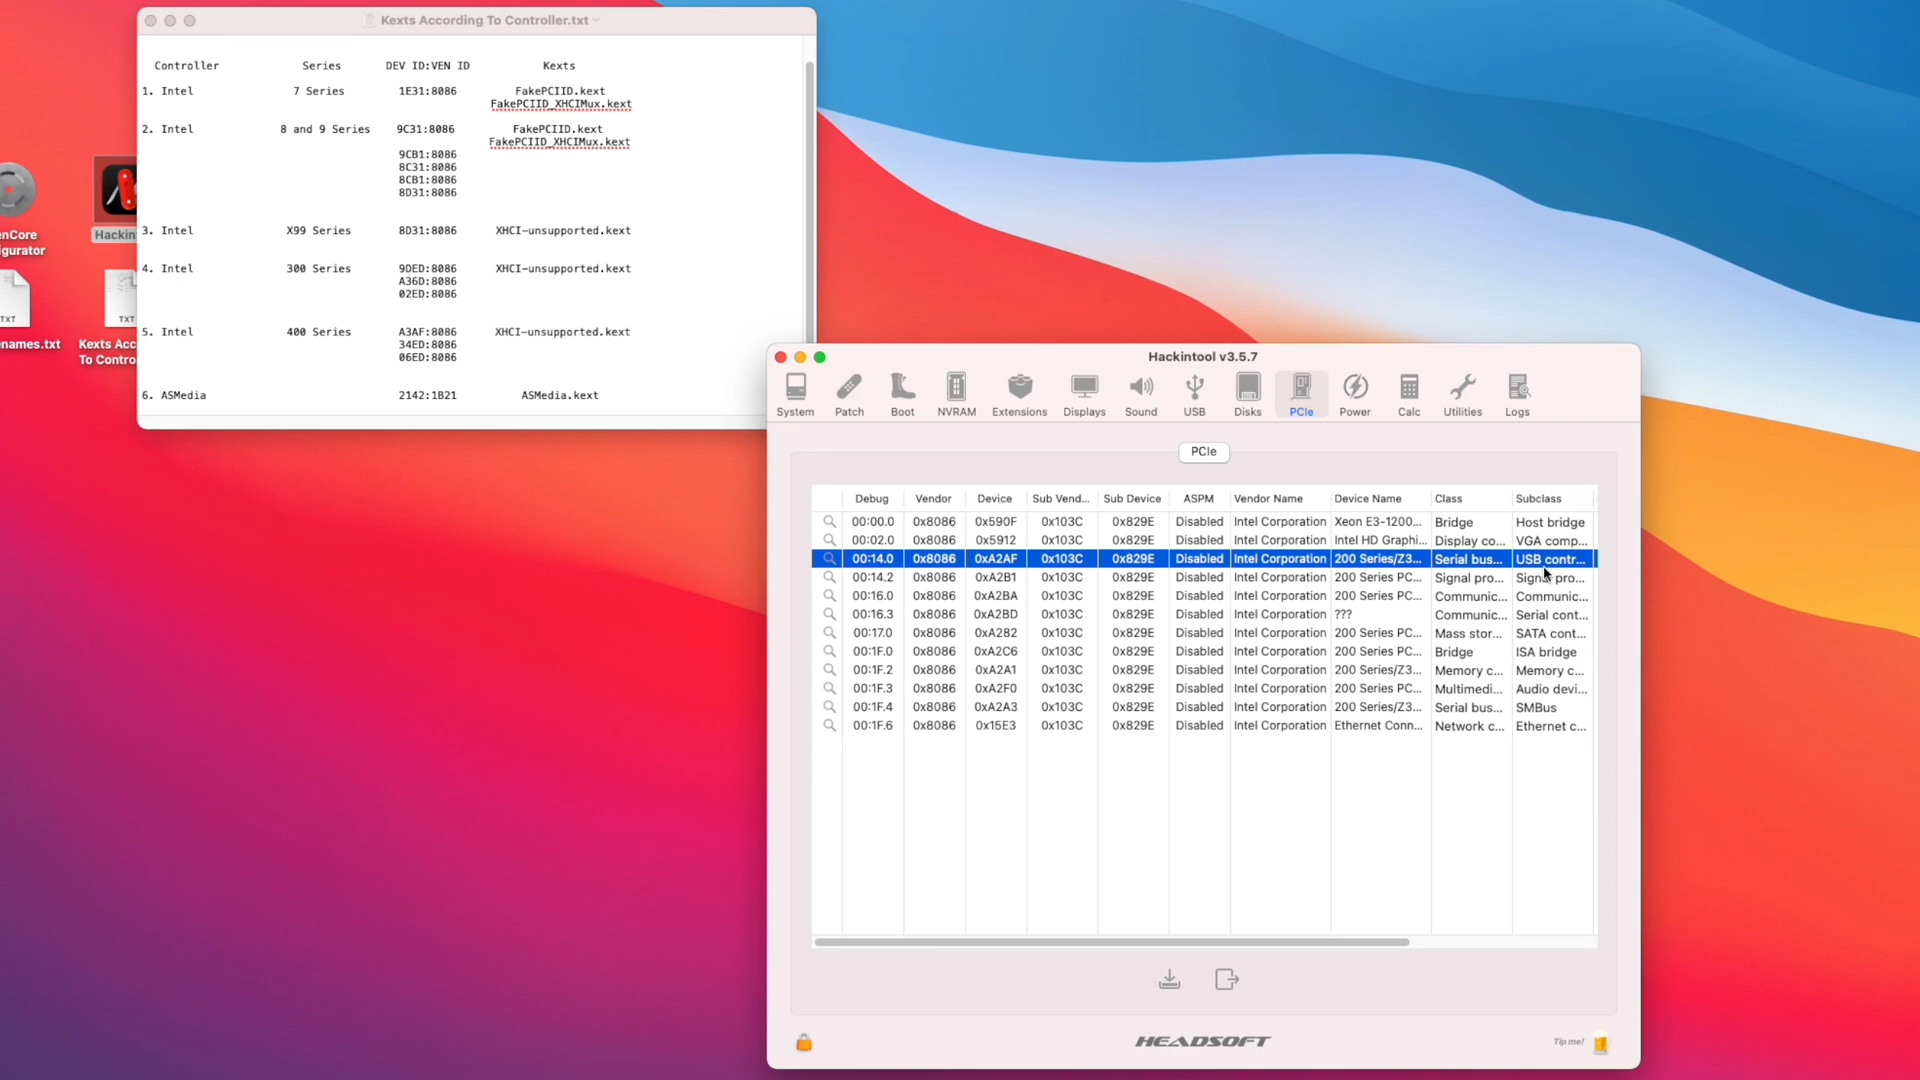 Kexts According To Controller.txt
Controller Series DEV ID:VEN ID Kexts
1. Intel 7 Series 1E31:8086 FakePCIID.kext
FakePCIID_XHCIMux.kext
2. Intel 8 and 9 Series 9C31:8086 FakePCIID.kext
FakePCIID_XHCIMux.kext
9CB1:8086
8C31:8086
8CB1:8086
8D31:8086
3. Intel X99 Series 8D31:8086 XHCI-unsupported.kext
4. Intel 300 Series 9DED:8086 XHCI-unsupported.kext
A36D:8086
02ED:8086
5. Intel 400 Series A3AF:8086 XHCI-unsupported.kext
34ED:8086
06ED:8086
6. ASMedia 2142:1B21 ASMedia.kext
enCore
igurator
Hackin
TXT
names.txt
TXT
Kexts Acc
To Contro
Hackintool v3.5.7
System Patch Boot NVRAM Extensions Displays Sound USB Disks PCIe Power Calc Utilities Logs
PCIe
Debug Vendor Device Sub Vend... Sub Device ASPM Vendor Name Device Name Class Subclass
00:00.0 0x8086 0x590F 0x103C 0x829E Disabled Intel Corporation Xeon E3-1200... Bridge Host bridge
00:02.0 0x8086 0x5912 0x103C 0x829E Disabled Intel Corporation Intel HD Graphi... Display co... VGA comp...
00:14.0 0x8086 0xA2AF 0x103C 0x829E Disabled Intel Corporation 200 Series/Z3... Serial bus... USB contr...
00:14.2 0x8086 0xA2B1 0x103C 0x829E Disabled Intel Corporation 200 Series PC... Signal pro... Signal pro...
00:16.0 0x8086 0xA2BA 0x103C 0x829E Disabled Intel Corporation 200 Series PC... Communic... Communic...
00:16.3 0x8086 0xA2BD 0x103C 0x829E Disabled Intel Corporation ??? Communic... Serial cont...
00:17.0 0x8086 0xA282 0x103C 0x829E Disabled Intel Corporation 200 Series PC... Mass stor... SATA cont...
00:1F.0 0x8086 0xA2C6 0x103C 0x829E Disabled Intel Corporation 200 Series PC... Bridge ISA bridge
00:1F.2 0x8086 0xA2A1 0x103C 0x829E Disabled Intel Corporation 200 Series/Z3... Memory c... Memory c...
00:1F.3 0x8086 0xA2F0 0x103C 0x829E Disabled Intel Corporation 200 Series PC... Multimedi... Audio devi...
00:1F.4 0x8086 0xA2A3 0x103C 0x829E Disabled Intel Corporation 200 Series/Z3... Serial bus... SMBus
00:1F.6 0x8086 0x15E3 0x103C 0x829E Disabled Intel Corporation Ethernet Conn... Network c... Ethernet c...
HEADSOFT
Tip me!